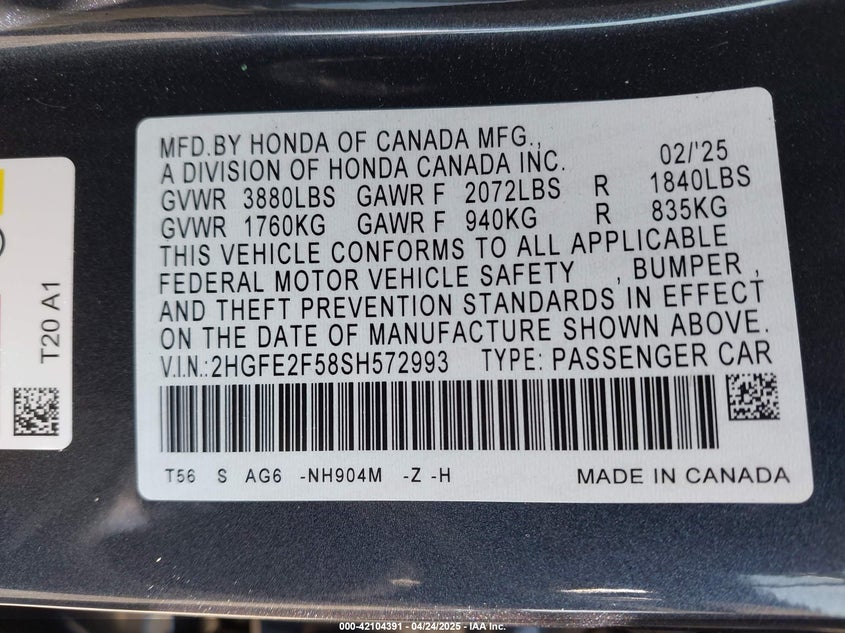 MFD.BY HONDA OF CANADA MFG.,
A DIVISION OF HONDA CANADA INC. 02/'25
GVWR 3880LBS GAWR F 2072LBS R 1840LBS
GVWR 1760KG GAWR F 940KG R 835KG
THIS VEHICLE CONFORMS TO ALL APPLICABLE
FEDERAL MOTOR VEHICLE SAFETY , BUMPER ,
AND THEFT PREVENTION STANDARDS IN EFFECT
ON THE DATE OF MANUFACTURE SHOWN ABOVE.
V.I.N.:2HGFE2F58SH572993 TYPE: PASSENGER CAR
T56 S AG6 -NH904M -Z -H MADE IN CANADA
T20 A1
000-42104391 - 04/24/2025 - IAA Inc.